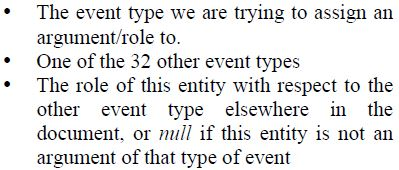 • The event type we are trying to assign an
argument/role to.
• One of the 32 other event types
• The role of this entity with respect to the
other event type elsewhere in the
document, or null if this entity is not an
argument of that type of event